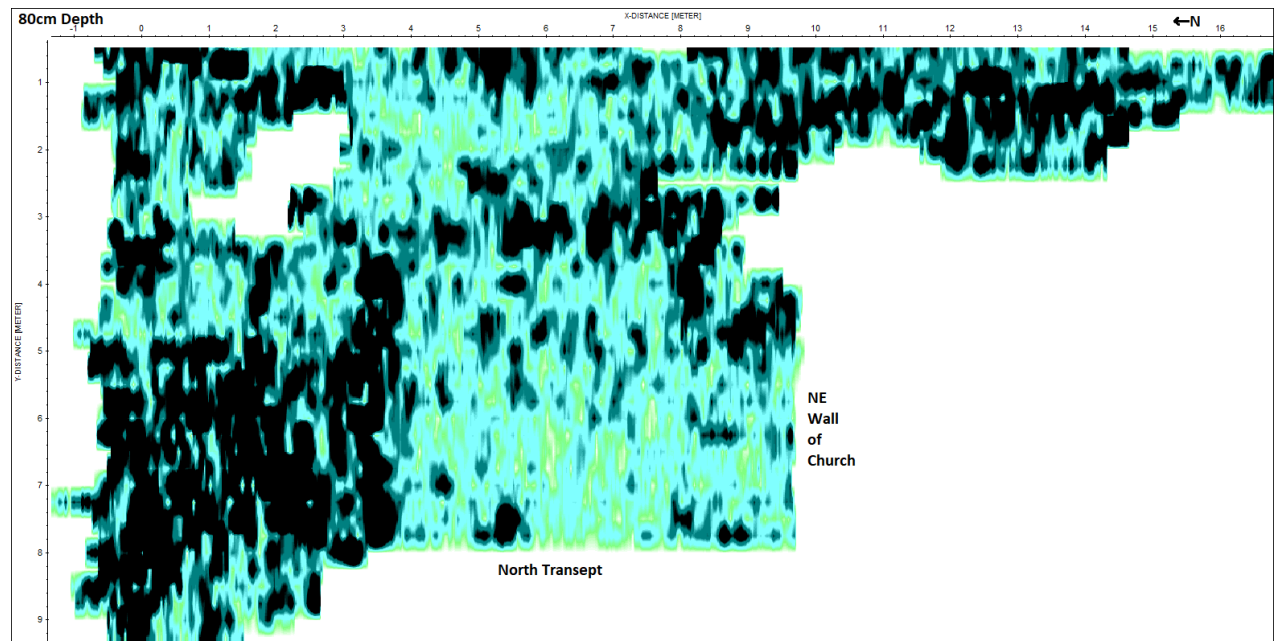 80cm Depth
X-DISTANCE [METER]
←N
-1 0 1 2 3 4 5 6 7 8 9 10 11 12 13 14 15 16
1
2
3
4
5
6
7
8
9
Y-DISTANCE [METER]
NE
Wall
of
Church
North Transept